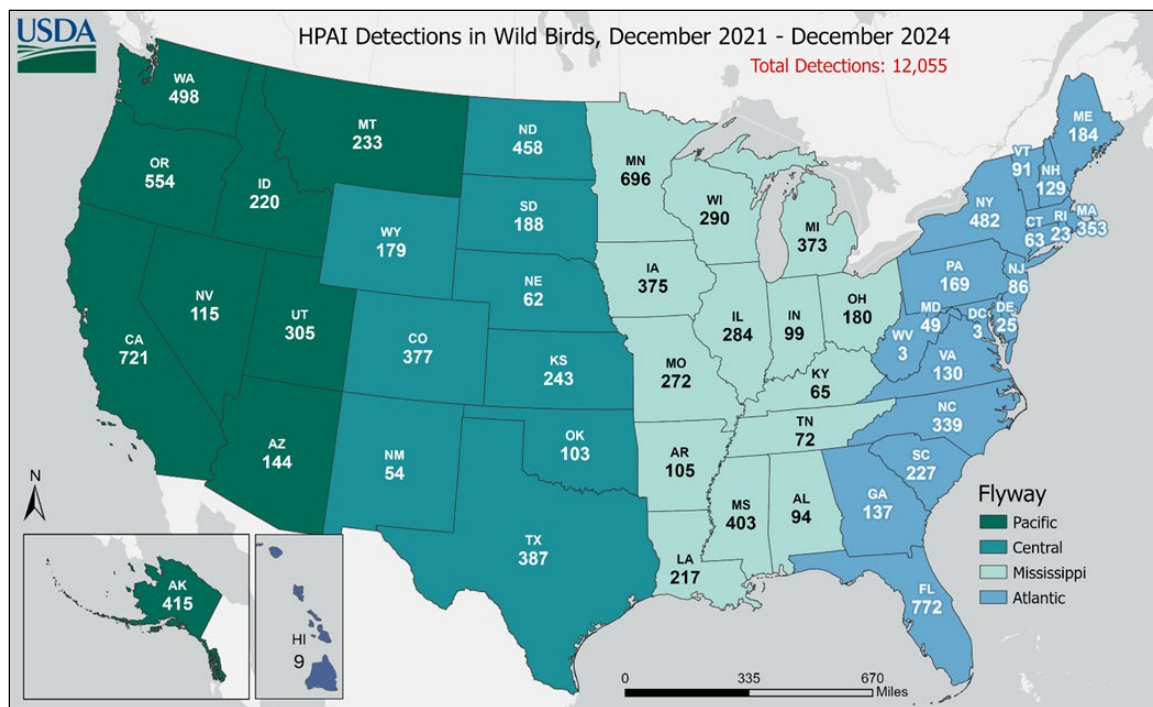 USDA
HPAI Detections in Wild Birds, December 2021 - December 2024
Total Detections: 12,055
WA
498
MT
233
ND
458
MN
696
ME
184
VT
91
NH
129
OR
554
ID
220
SD
188
WI
290
MI
373
NY
482
MA
353
CT
63
RI
23
WY
179
IA
375
PA
169
NJ
86
NE
62
NV
115
UT
305
CO
377
IL
284
IN
99
OH
180
MD
49
DC
3
DE
25
WV
3
VA
130
CA
721
KS
243
MO
272
KY
65
NC
339
AZ
144
NM
54
OK
103
AR
105
TN
72
SC
227
MS
403
AL
94
GA
137
TX
387
LA
217
FL
772
N
AK
415
HI
9
Flyway
Pacific
Central
Mississippi
Atlantic
0 335 670
Miles